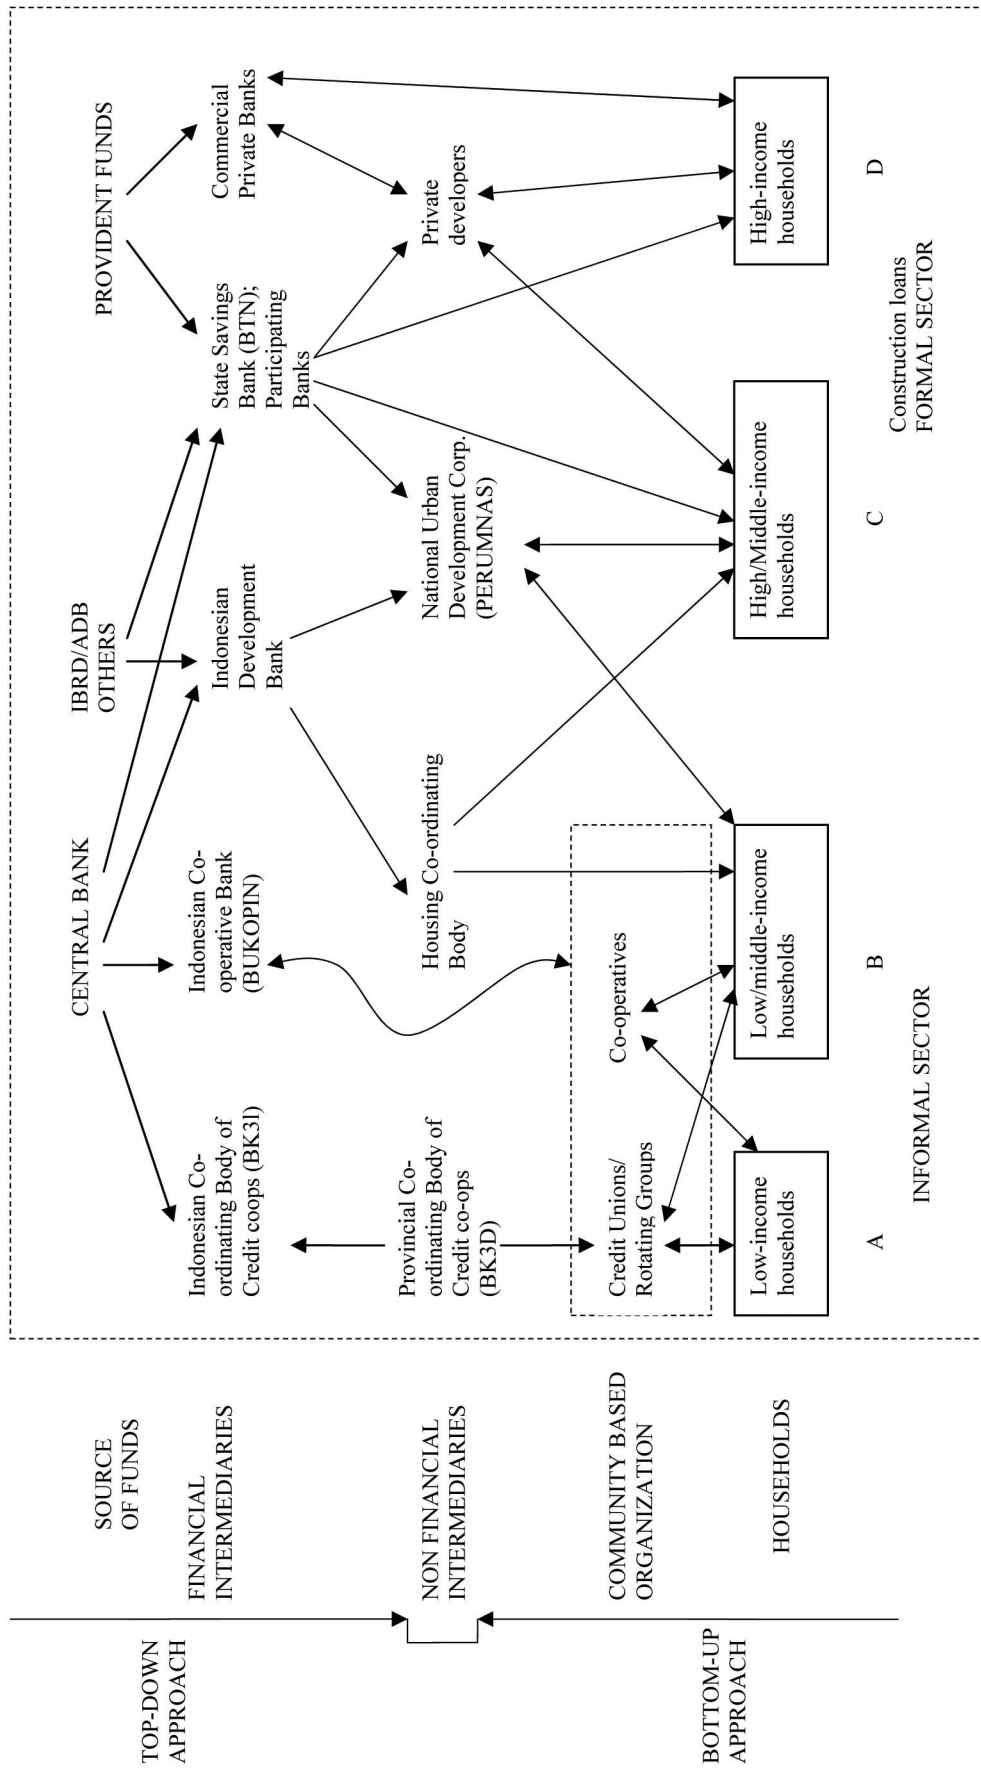 TOP-DOWN
APPROACH
BOTTOM-UP
APPROACH
SOURCE
OF FUNDS
FINANCIAL
INTERMEDIARIES
NON FINANCIAL
INTERMEDIARIES
COMMUNITY BASED
ORGANIZATION
HOUSEHOLDS
CENTRAL BANK
IBRD/ADB
OTHERS
PROVIDENT FUNDS
Indonesian Co-
ordinating Body of
Credit coops (BK3l)
Indonesian Co-
operative Bank
(BUKOPIN)
Indonesian
Development
Bank
State Savings
Bank (BTN);
Participating
Banks
Commercial
Private Banks
Provincial Co-
ordinating Body of
Credit co-ops
(BK3D)
Housing Co-ordinating
Body
National Urban
Development Corp.
(PERUMNAS)
Private
developers
Credit Unions/
Rotating Groups
Co-operatives
Low-income
households
Low/middle-income
households
High/Middle-income
households
High-income
households
A
B
C
D
INFORMAL SECTOR
Construction loans
FORMAL SECTOR